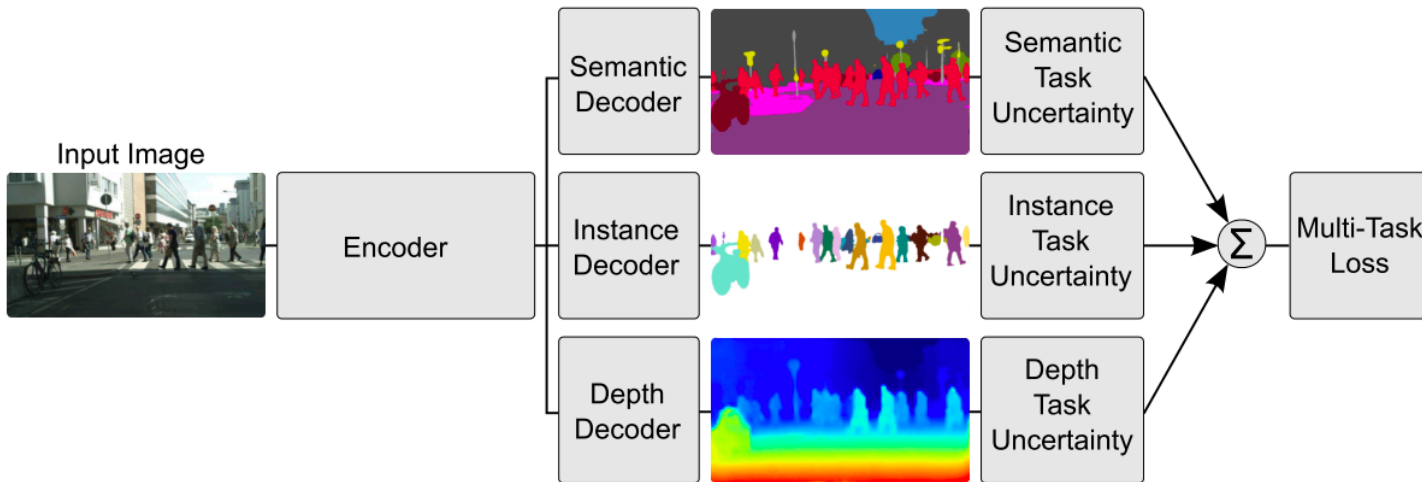 Input Image
Encoder
Semantic
Decoder
Instance
Decoder
Depth
Decoder
Semantic
Task
Uncertainty
Instance
Task
Uncertainty
Depth
Task
Uncertainty
Σ
Multi-Task
Loss